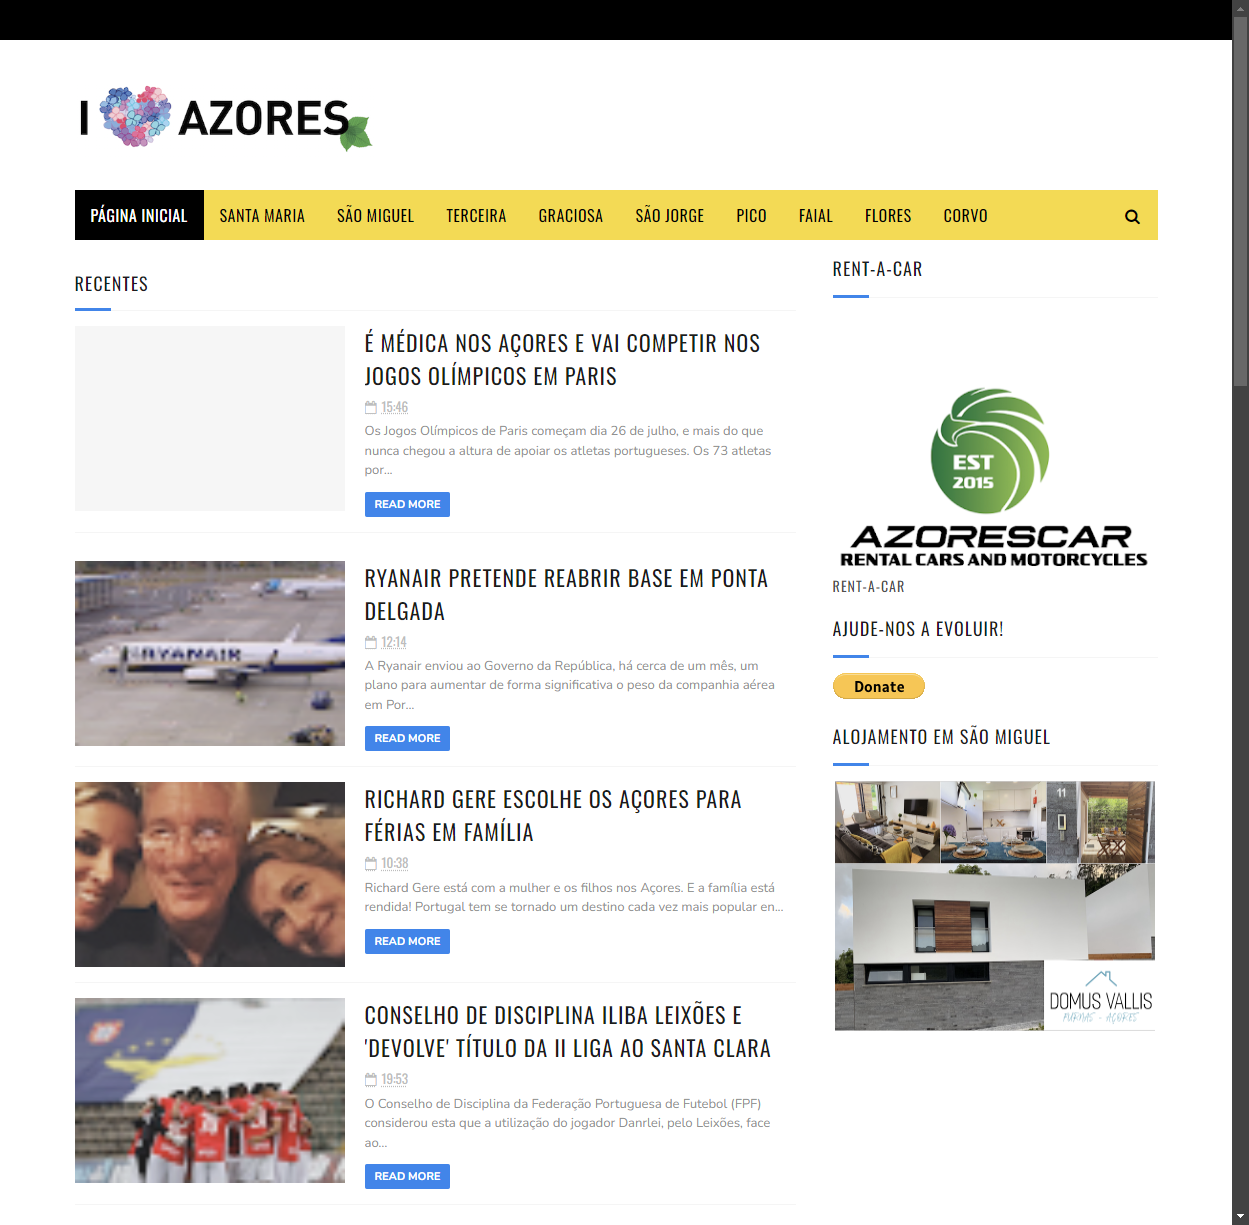 I AZORES
PÁGINA INICIAL
SANTA MARIA
SÃO MIGUEL
TERCEIRA
GRACIOSA
SÃO JORGE
PICO
FAIAL
FLORES
CORVO
RECENTES
É MÉDICA NOS AÇORES E VAI COMPETIR NOS
JOGOS OLÍMPICOS EM PARIS
15:46
Os Jogos Olímpicos de Paris começam dia 26 de julho, e mais do que
nunca chegou a altura de apoiar os atletas portugueses. Os 73 atletas
por...
READ MORE
RYANAIR
RYANAIR PRETENDE REABRIR BASE EM PONTA
DELGADA
12:14
A Ryanair enviou ao Governo da República, há cerca de um mês, um
plano para aumentar de forma significativa o peso da companhia aérea
em Por...
READ MORE
RICHARD GERE ESCOLHE OS AÇORES PARA
FÉRIAS EM FAMÍLIA
10:38
Richard Gere está com a mulher e os filhos nos Açores. E a família está
rendida! Portugal tem se tornado um destino cada vez mais popular en...
READ MORE
CONSELHO DE DISCIPLINA ILIBA LEIXÕES E
'DEVOLVE' TÍTULO DA II LIGA AO SANTA CLARA
19:53
O Conselho de Disciplina da Federação Portuguesa de Futebol (FPF)
considerou esta que a utilização do jogador Danrlei, pelo Leixões, face
ao...
READ MORE
RENT-A-CAR
EST
2015
AZORESCAR
RENTAL CARS AND MOTORCYCLES
RENT-A-CAR
AJUDE-NOS A EVOLUIR!
Donate
ALOJAMENTO EM SÃO MIGUEL
11
DOMUS VALLIS
FURNAS - AÇORES